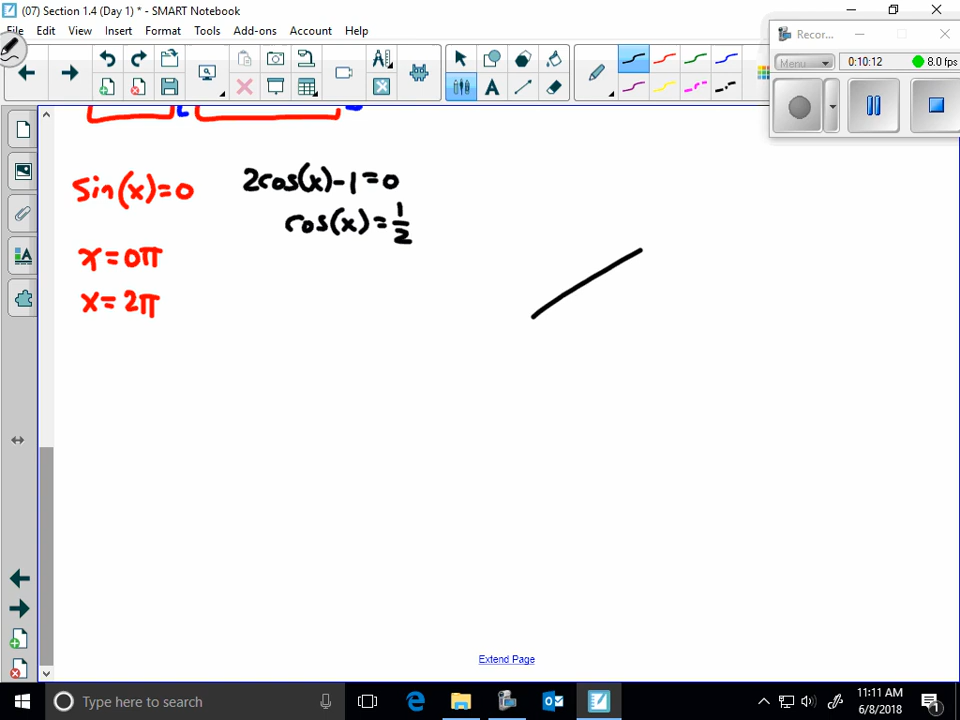 (07) Section 1.4 (Day 1) * - SMART Notebook
File Edit View Insert Format Tools Add-ons Account Help
Recor...
Menu
0:10:12
8.0 fps
sin(x)=0
x=0π
x=2π
2cos(x)-1=0
cos(x)=1/2
Extend Page
Type here to search
11:11 AM
6/8/2018
1